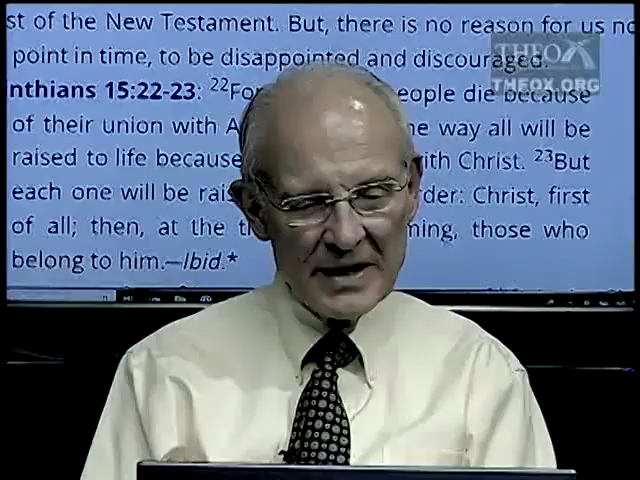 st of the New Testament. But, there is no reason for us no
point in time, to be disappointed and discouraged.
THEOX
THEOX.ORG
nthians 15:22-23: 22For eople die because
of their union with A he way all will be
raised to life because ith Christ. 23But
each one will be rais rder: Christ, first
of all; then, at the t ming, those who
belong to him.—Ibid.*